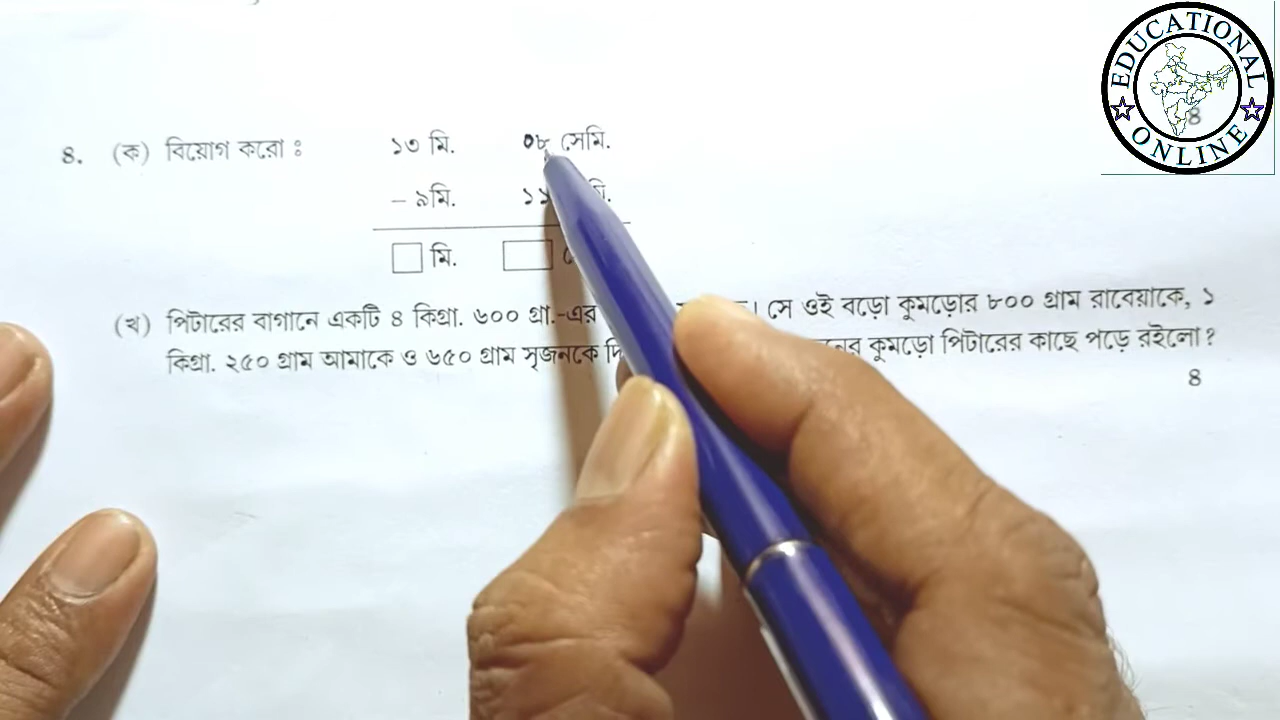 EDUCATIONAL
ONLINE
8
৪. (ক) বিয়োগ করো ঃ ১৩ মি. ০৮ সেমি.
– ৯মি.
মি.
(খ) পিটারের বাগানে একটি ৪ কিগ্রা. ৬০০ গ্রা.-এর । সে ওই বড়ো কুমড়োর ৮০০ গ্রাম রাবেয়াকে, ১
কিগ্রা. ২৫০ গ্রাম আমাকে ও ৬৫০ গ্রাম সৃজনকে কুমড়ো পিটারের কাছে পড়ে রইলো?
৪